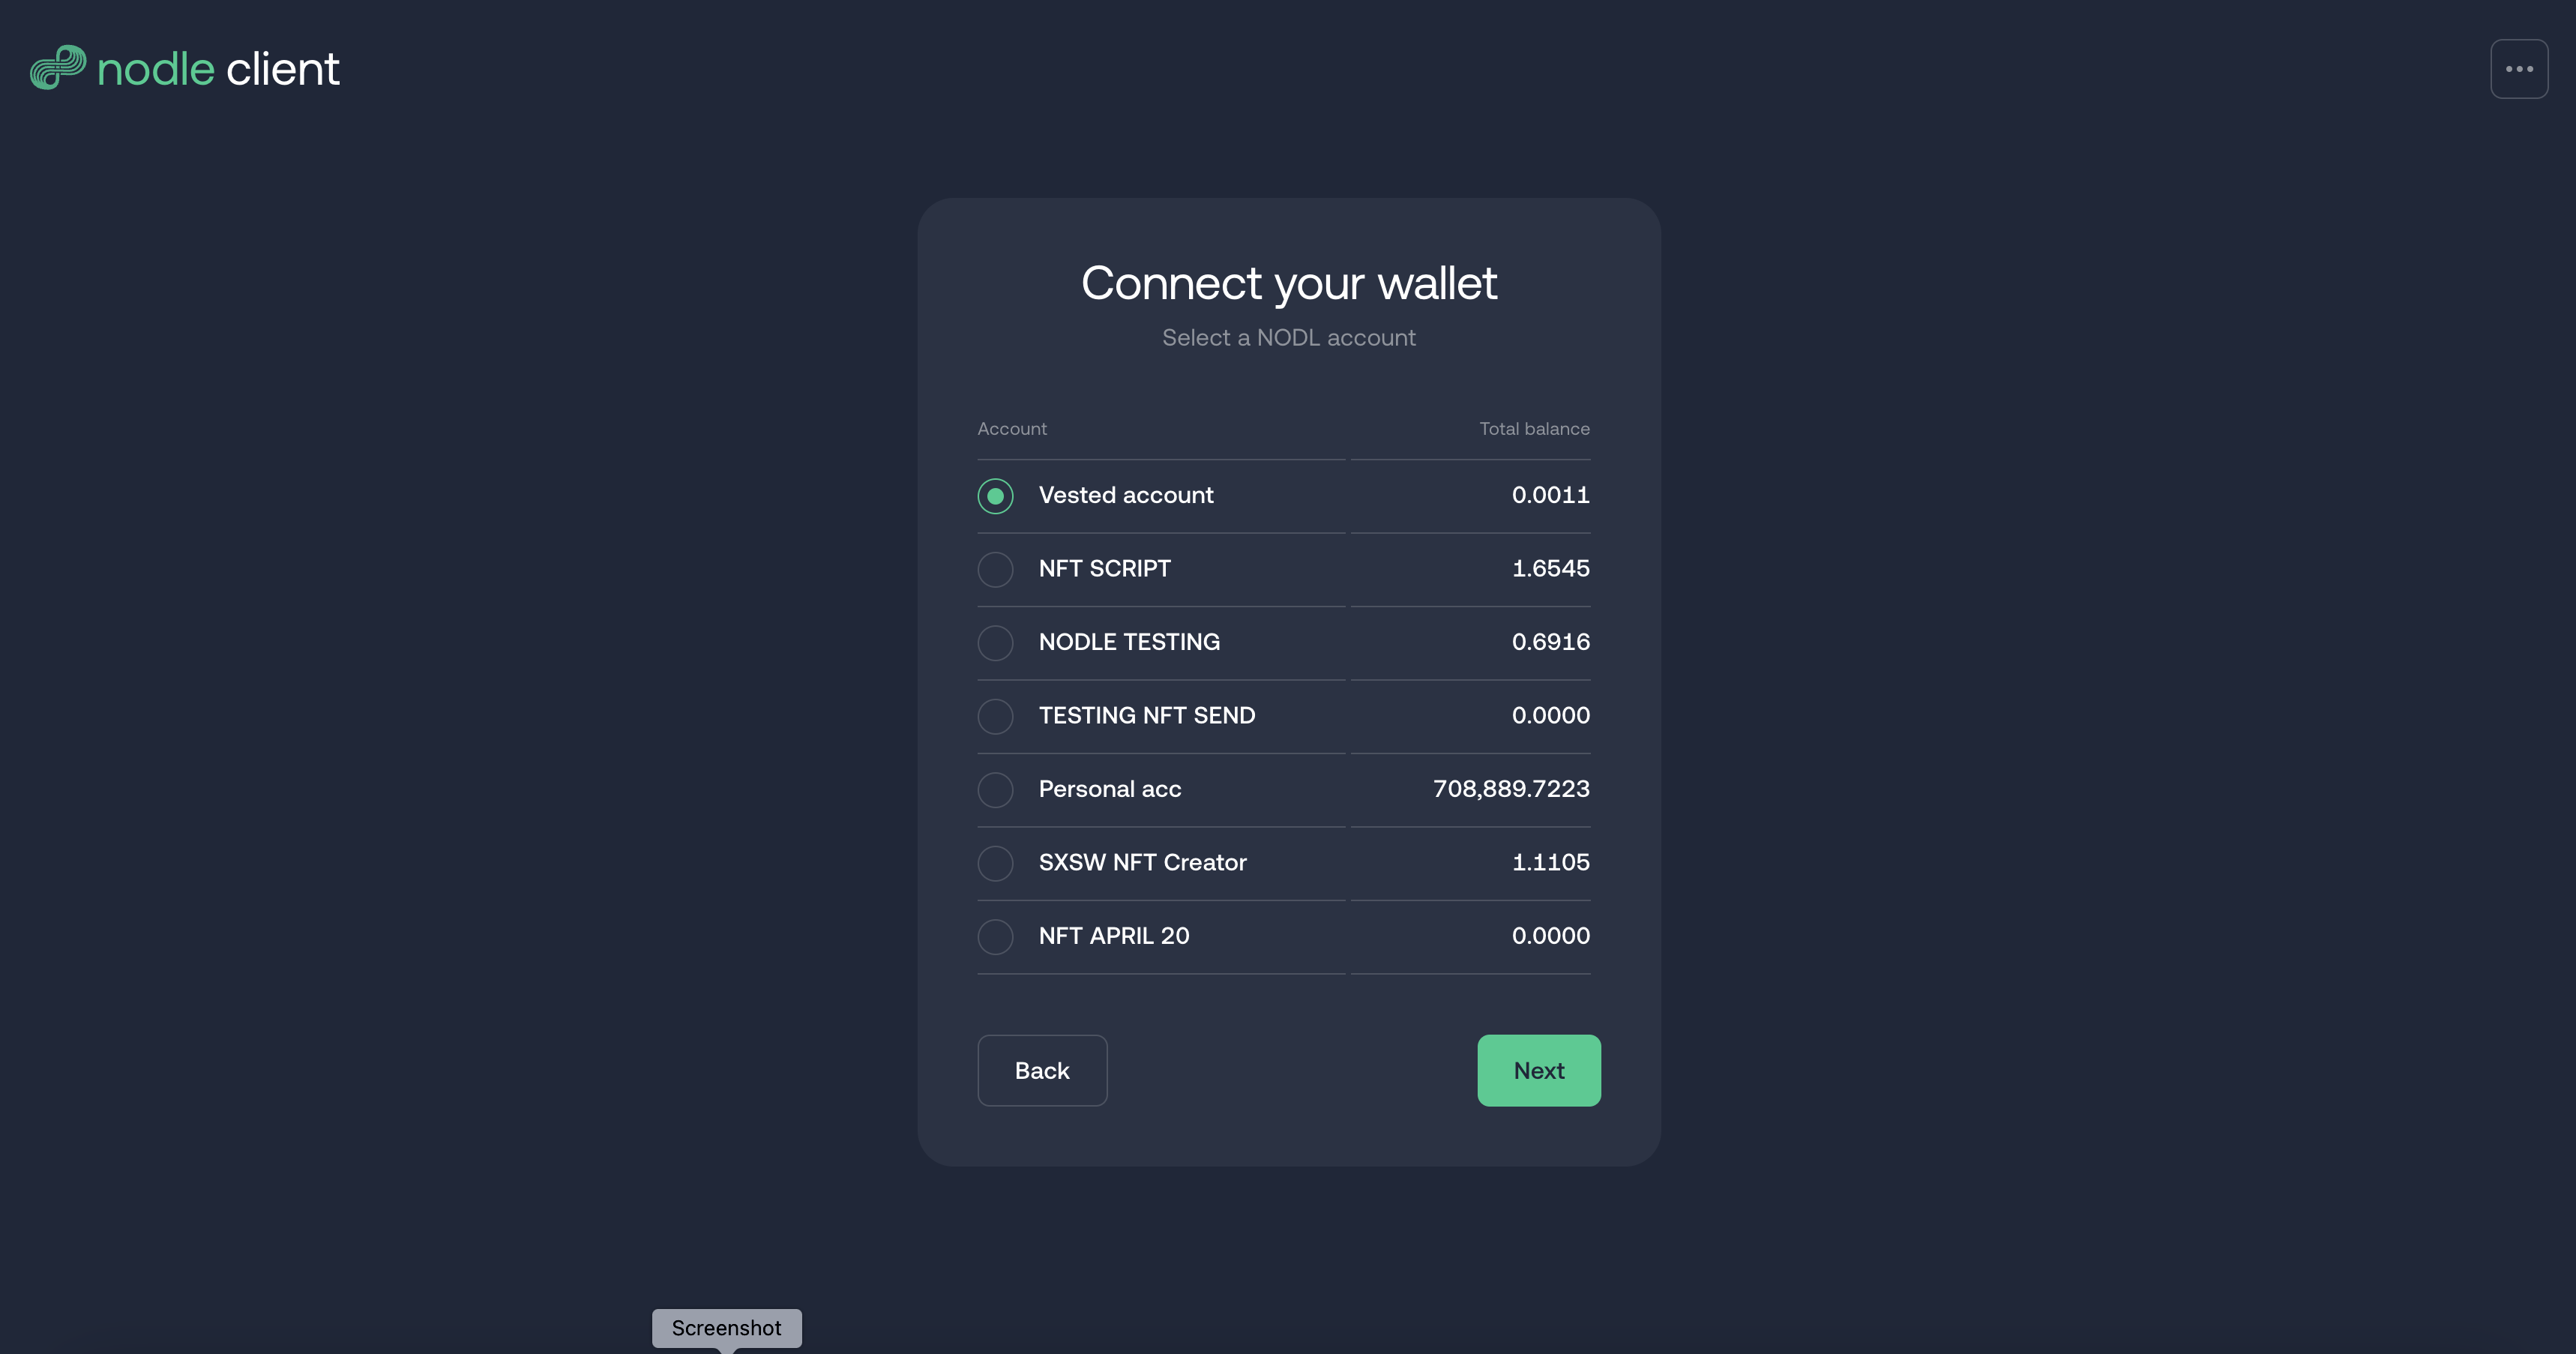 nodle client
Connect your wallet
Select a NODL account
Account Total balance
Vested account 0.0011
NFT SCRIPT 1.6545
NODLE TESTING 0.6916
TESTING NFT SEND 0.0000
Personal acc 708,889.7223
SXSW NFT Creator 1.1105
NFT APRIL 20 0.0000
Back Next
Screenshot